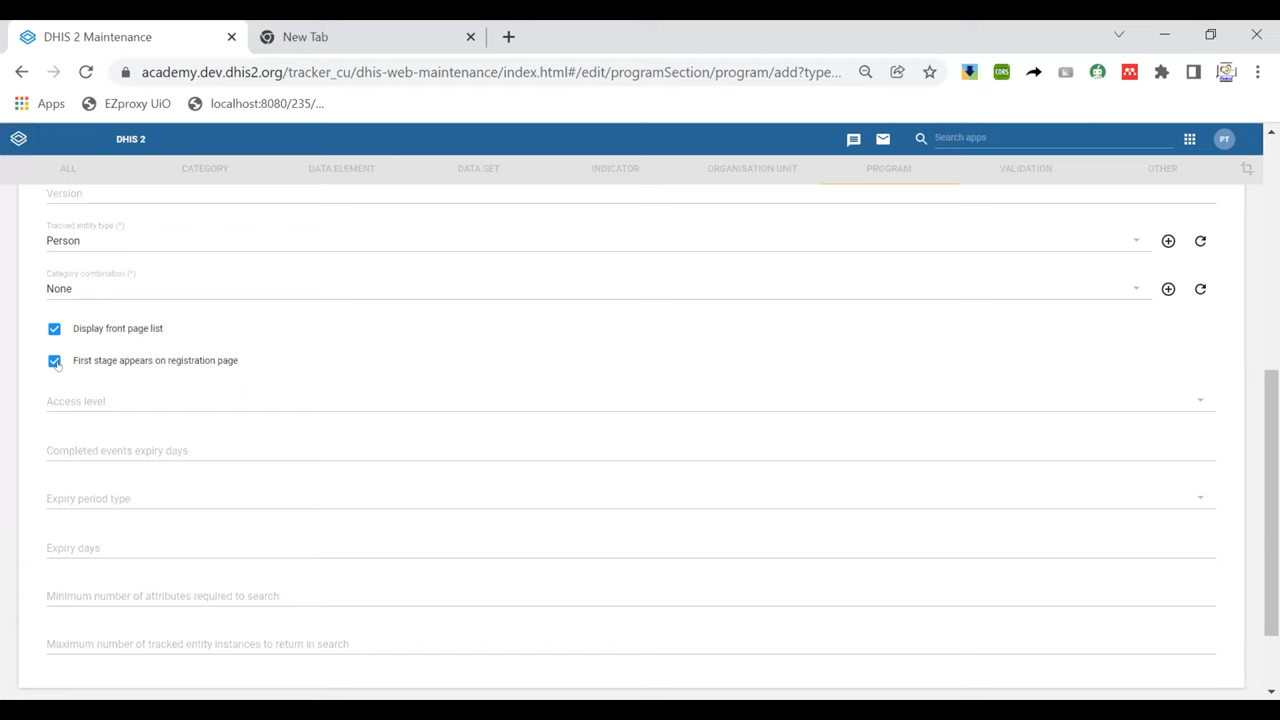 DHIS 2 Maintenance
New Tab
academy.dev.dhis2.org/tracker_cu/dhis-web-maintenance/index.html#/edit/programSection/program/add?type...
Apps
EZproxy UiO
localhost:8080/235/...
DHIS 2
Search apps
PT
ALL
CATEGORY
DATA ELEMENT
DATA SET
INDICATOR
ORGANISATION UNIT
PROGRAM
VALIDATION
OTHER
Version
Tracked entity type (*)
Person
Category combination (*)
None
Display front page list
First stage appears on registration page
Access level
Completed events expiry days
Expiry period type
Expiry days
Minimum number of attributes required to search
Maximum number of tracked entity instances to return in search